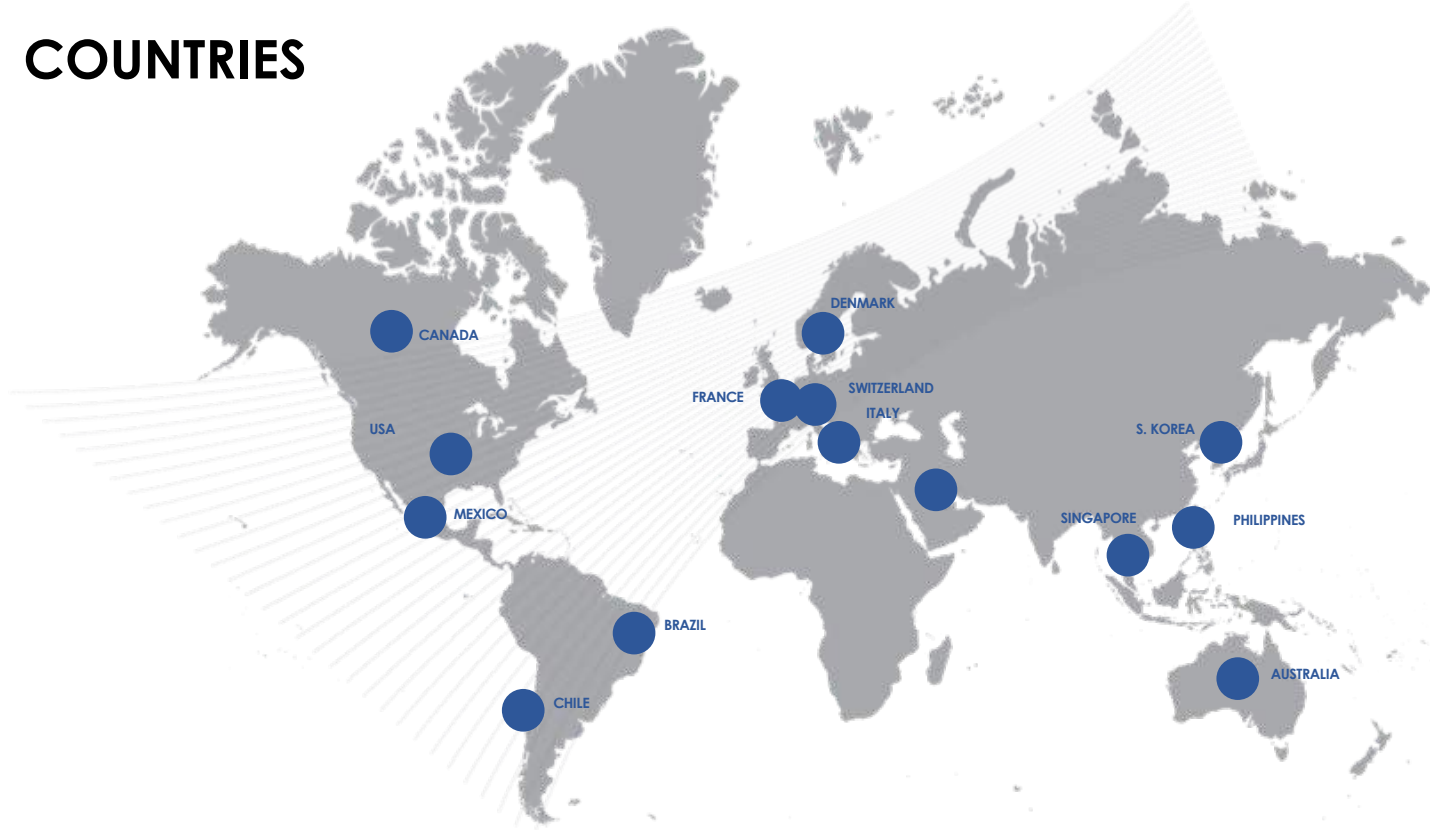 COUNTRIES
DENMARK
CANADA
SWITZERLAND
FRANCE
ITALY
USA
S. KOREA
MEXICO
SINGAPORE
PHILIPPINES
BRAZIL
AUSTRALIA
CHILE